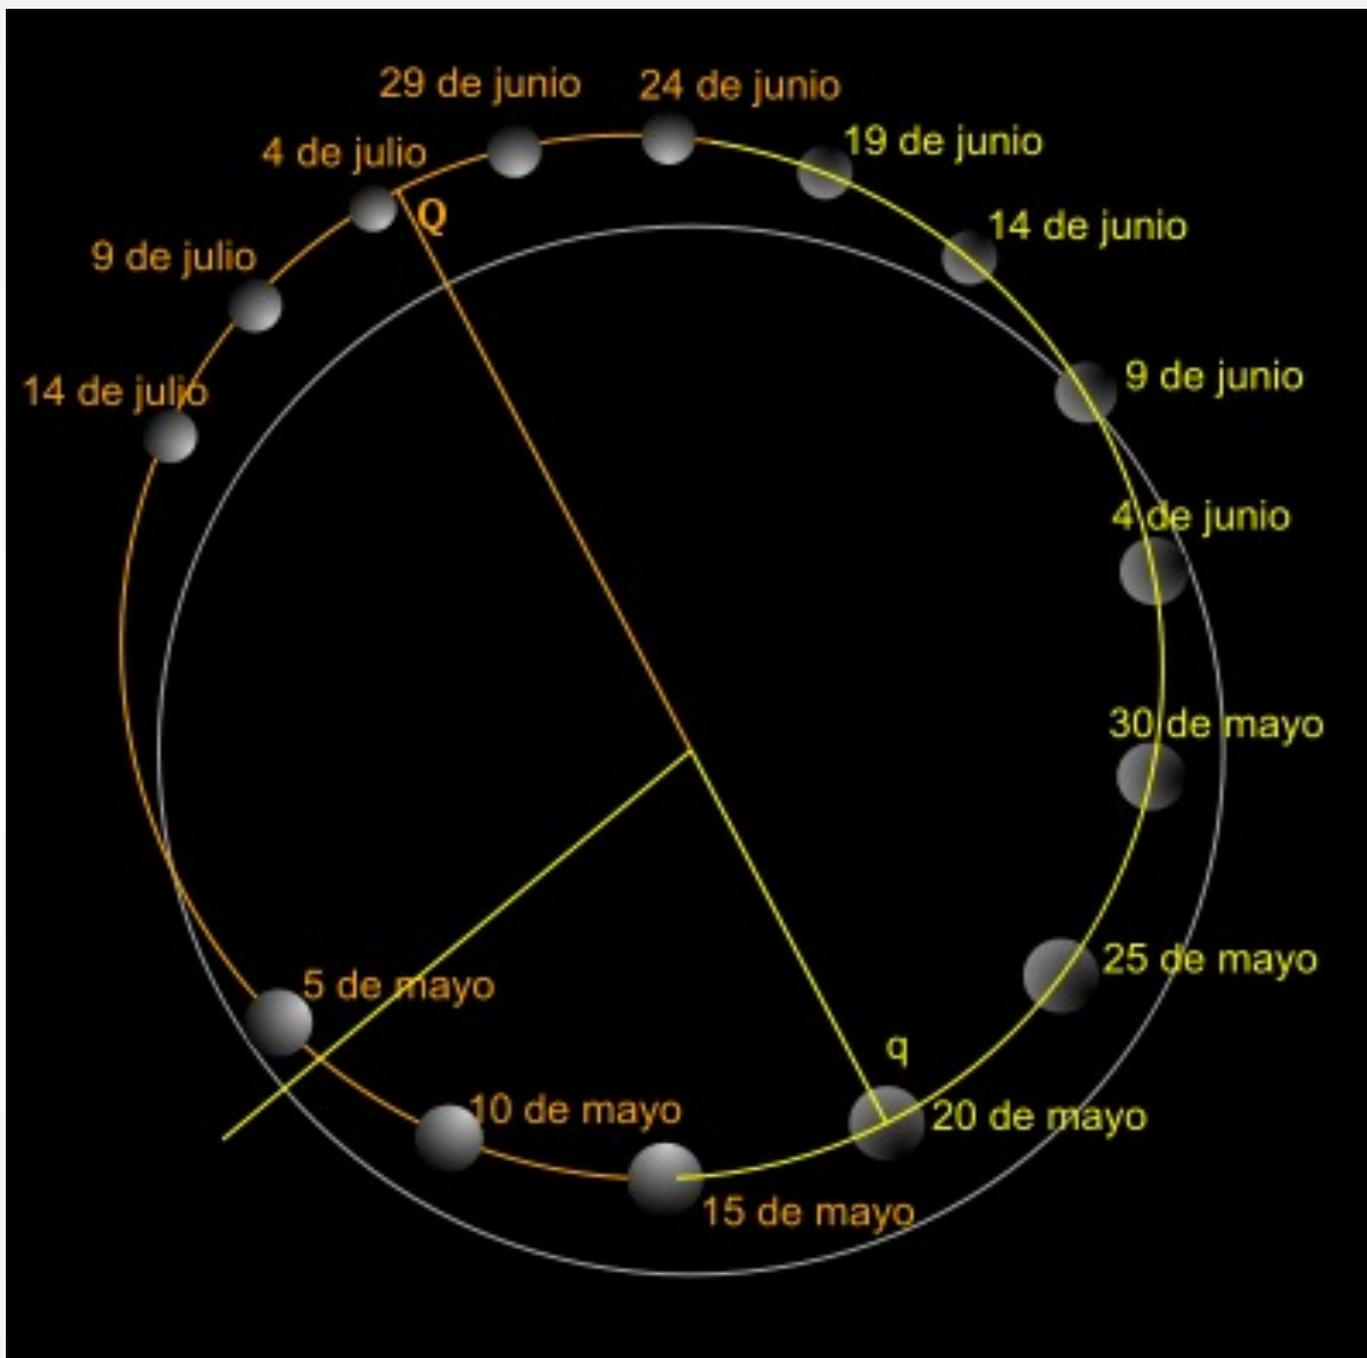 29 de junio
24 de junio
4 de julio
19 de junio
Q
14 de junio
9 de julio
14 de julio
9 de junio
4 de junio
30 de mayo
25 de mayo
5 de mayo
q
10 de mayo
20 de mayo
15 de mayo